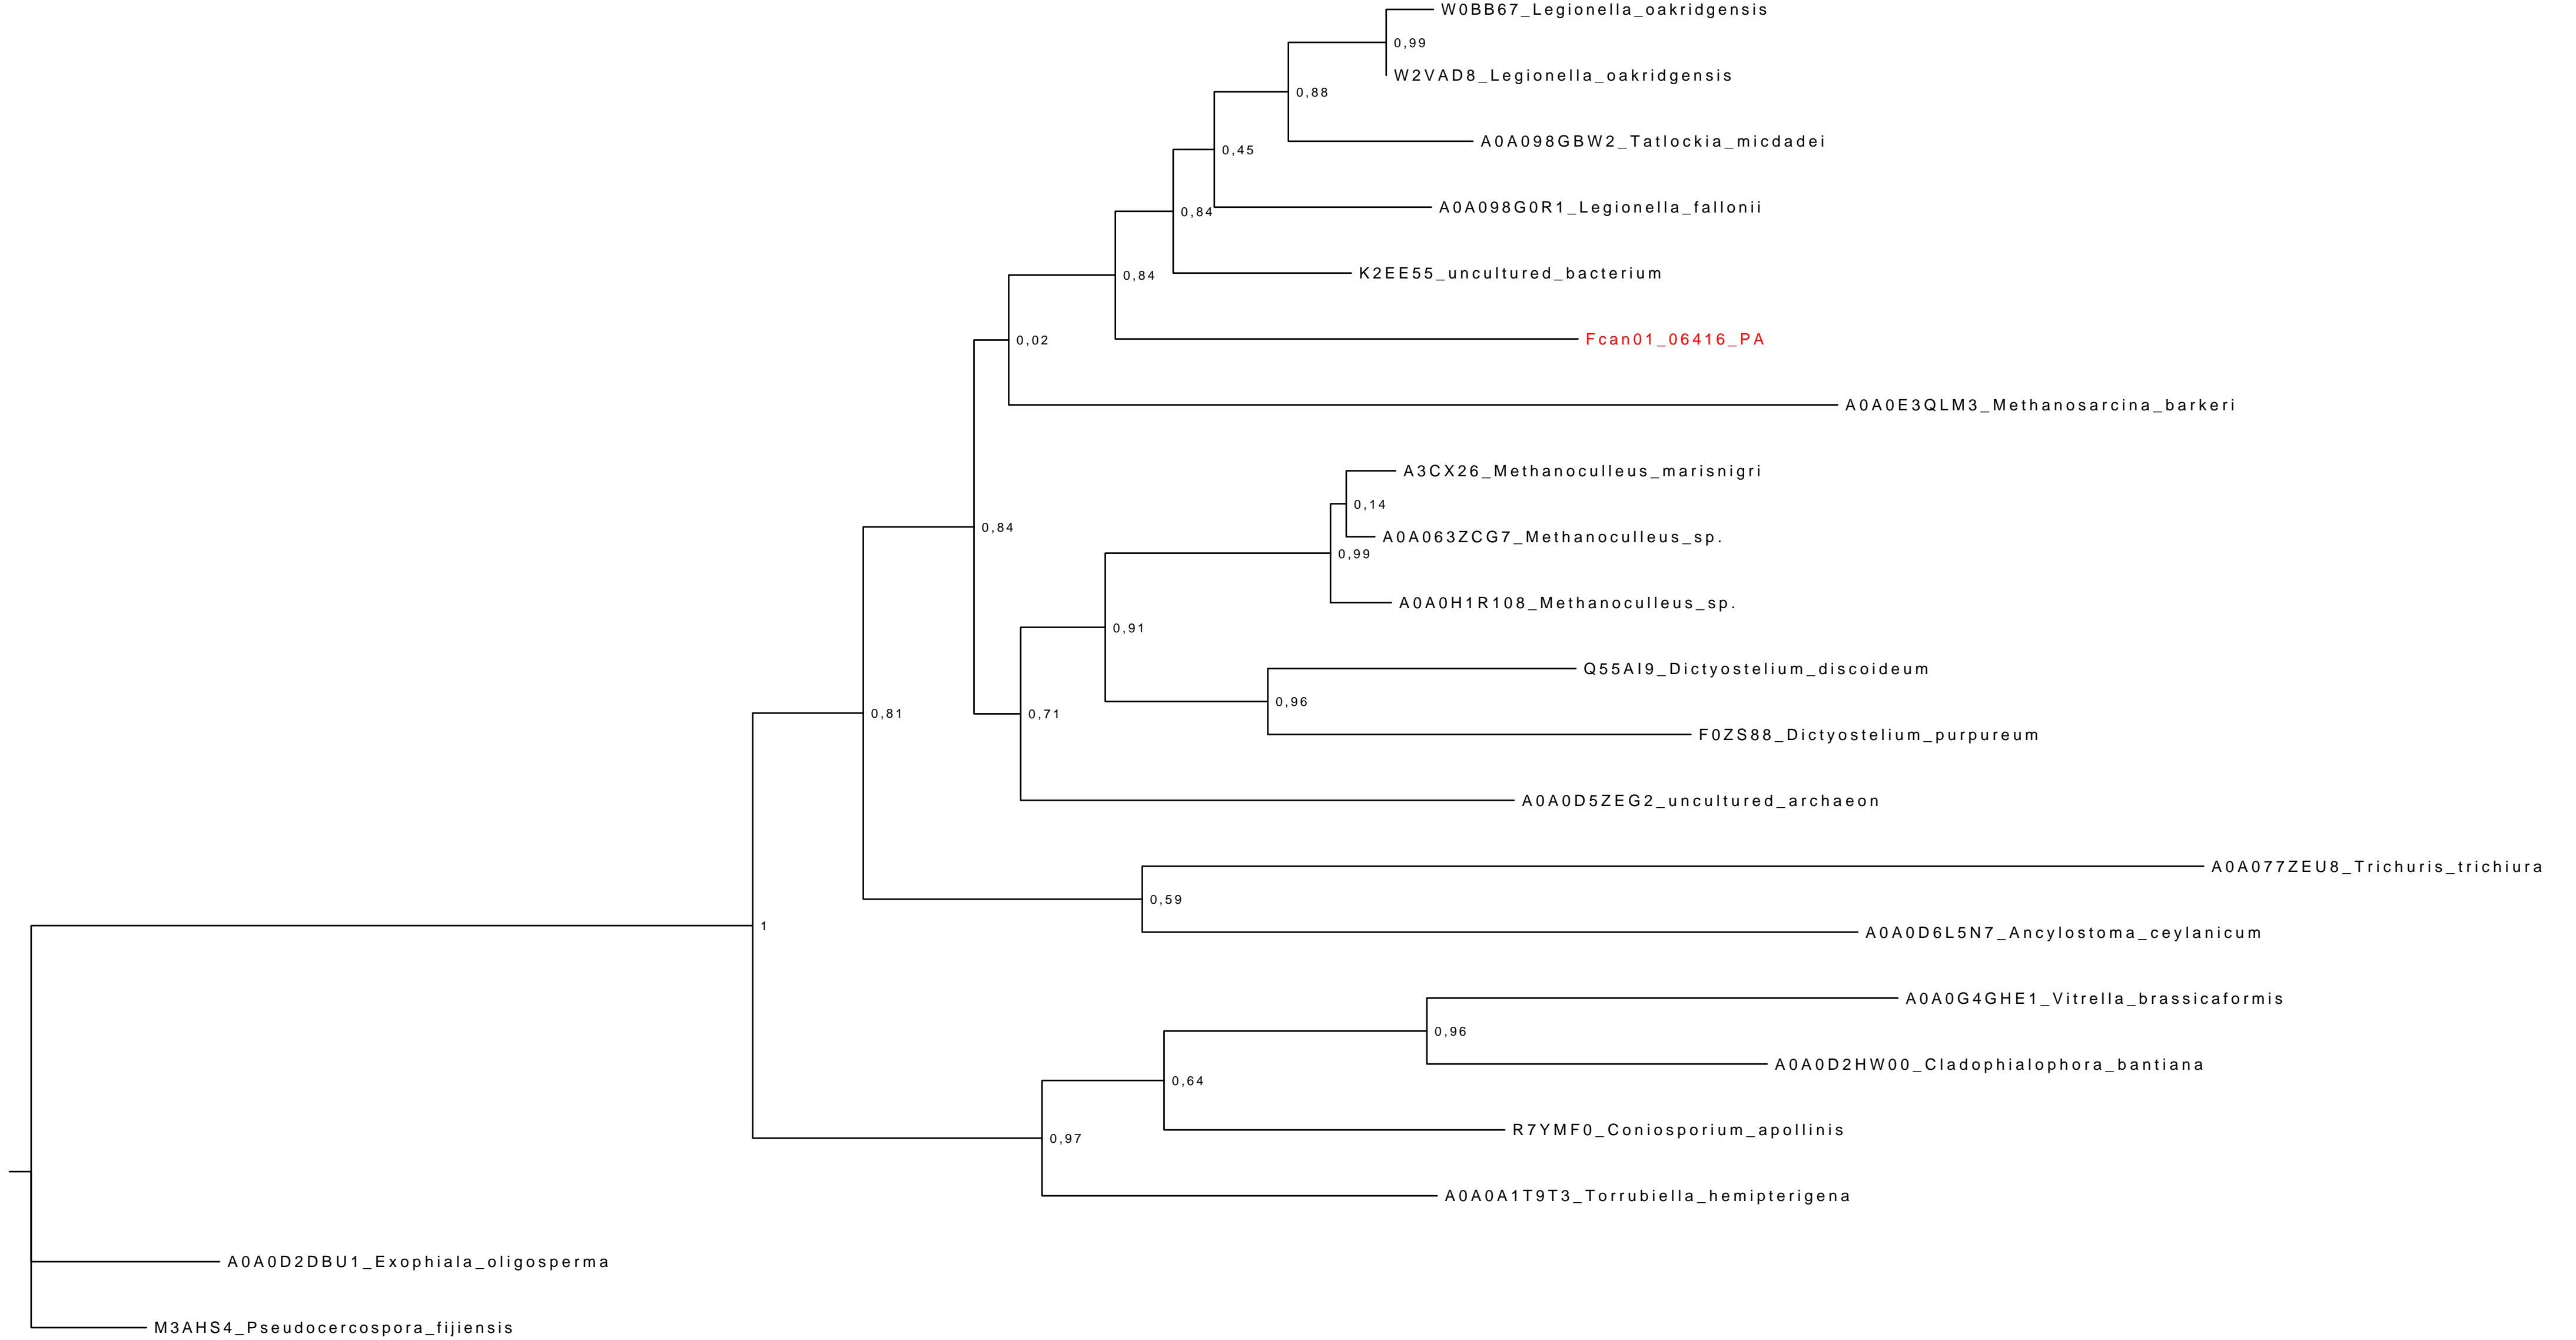 W0BB67_Legionella_oakridgensis
0,99
W2VAD8_Legionella_oakridgensis
0,88
A0A098GBW2_Tatlockia_micdadei
0,45
A0A098G0R1_Legionella_fallonii
0,84
K2EE55_uncultured_bacterium
0,84
Fcan01_06416_PA
0,02
A0A0E3QLM3_Methanosarcina_barkeri
A3CX26_Methanoculleus_marisnigri
0,14
0,84
A0A063ZCG7_Methanoculleus_sp.
0,99
A0A0H1R108_Methanoculleus_sp.
0,91
Q55AI9_Dictyostelium_discoideum
0,96
0,81
0,71
F0ZS88_Dictyostelium_purpureum
A0A0D5ZEG2_uncultured_archaeon
A0A077ZEU8_Trichuris_trichiura
0,59
1
A0A0D6L5N7_Ancylostoma_ceylanicum
A0A0G4GHE1_Vitrella_brassicaformis
0,96
A0A0D2HW00_Cladophialophora_bantiana
0,64
R7YMF0_Coniosporium_apollinis
0,97
A0A0A1T9T3_Torrubiella_hemipterigena
A0A0D2DBU1_Exophiala_oligosperma
M3AHS4_Pseudocercospora_fijiensis